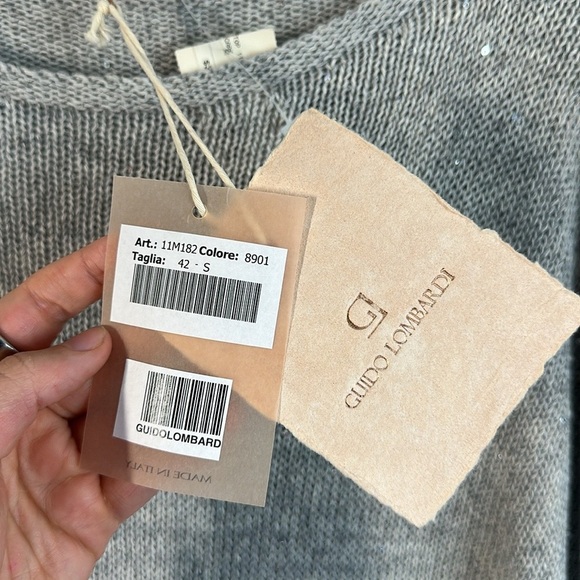 Art.: 11M182 Colore: 8901
Taglia: 42 - S
GUIDOLOMBARD
MADE IN ITALY
GL
GUIDO LOMBARDI